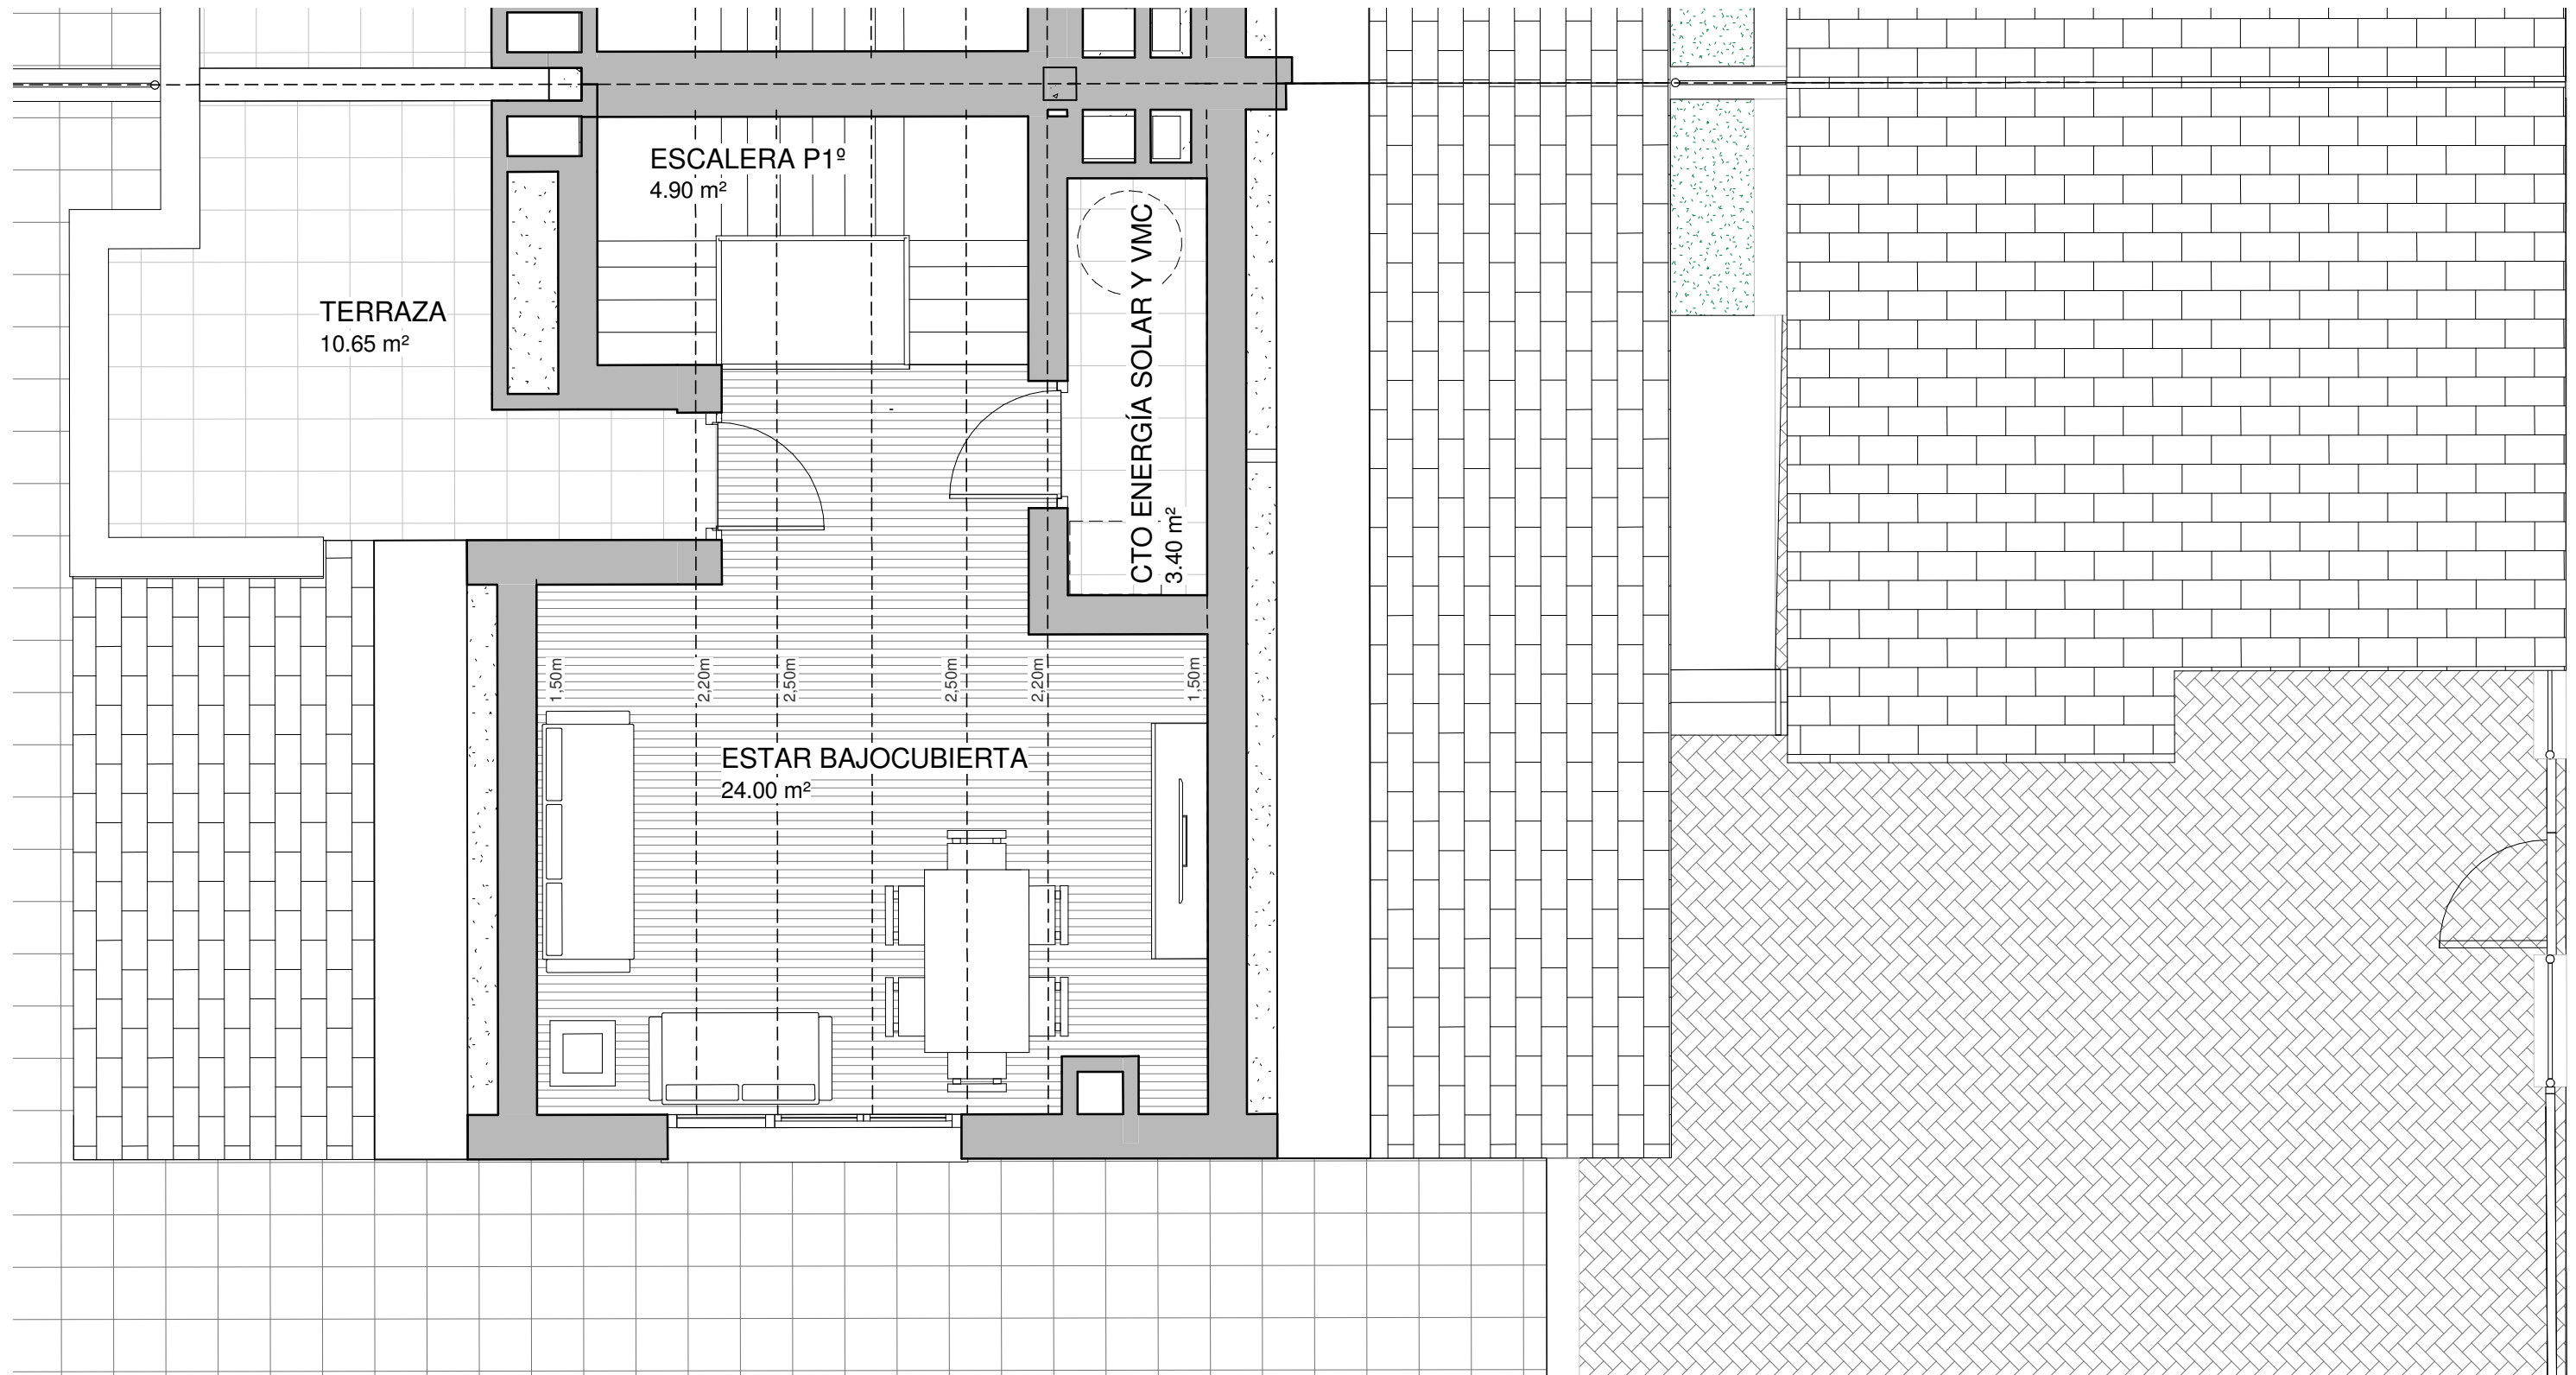 ESCALERA P1º
4.90 m²
TERRAZA
10.65 m²
CTO ENERGÍA SOLAR Y VMC
3.40 m²
1,50m
2,20m
2,50m
2,50m
2,20m
1,50m
ESTAR BAJOCUBIERTA
24.00 m²